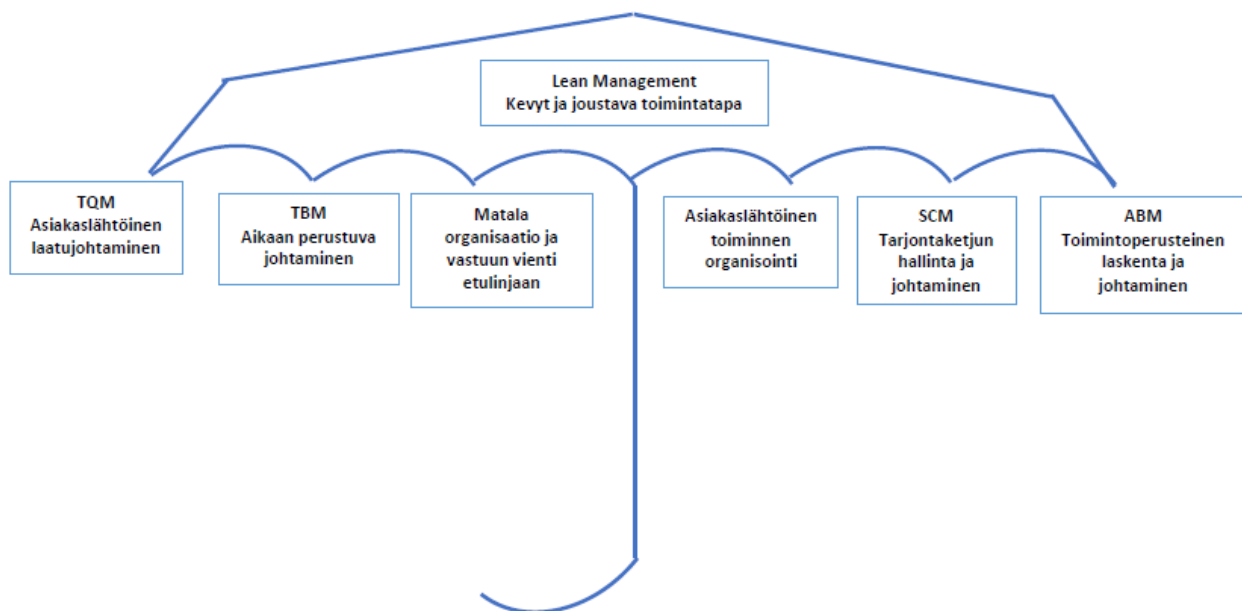 Lean Management
Kevyt ja joustava toimintatapa
TQM
Asiakaslähtöinen
laatujohtaminen
TBM
Aikaan perustuva
johtaminen
Matala
organisaatio ja
vastuun vienti
etulinjaan
Asiakaslähtöinen
toiminnen
organisointi
SCM
Tarjontaketjun
hallinta ja
johtaminen
ABM
Toimintoperusteinen
laskenta ja
johtaminen